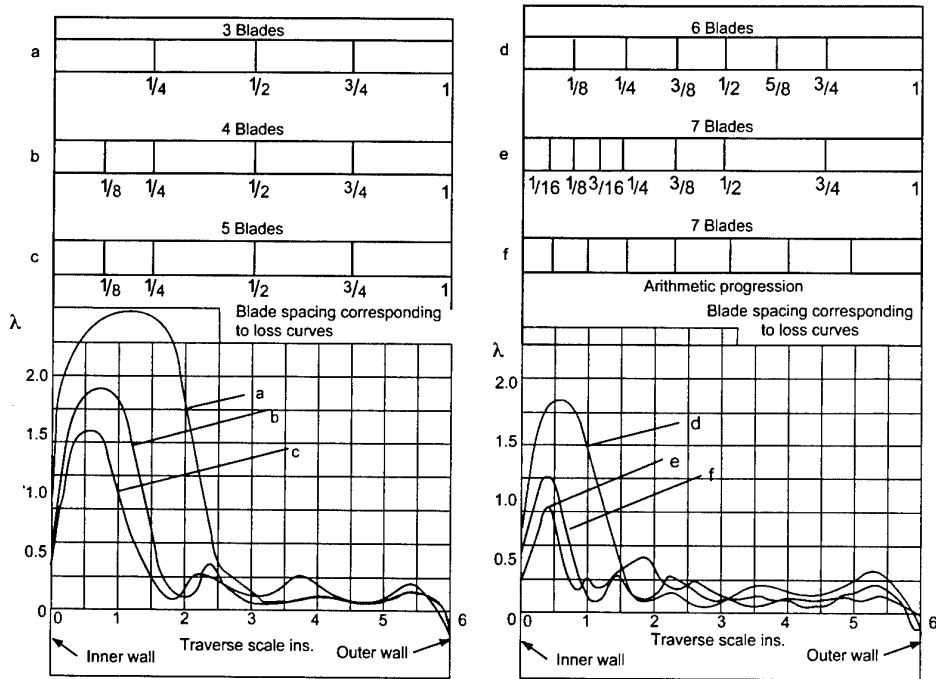 3 Blades
a
1/4 1/2 3/4 1
4 Blades
b
1/8 1/4 1/2 3/4 1
5 Blades
c
1/8 1/4 1/2 3/4 1
Blade spacing corresponding
to loss curves
λ
2.0
1.5
1.0
0.5
0
a
b
c
0 1 2 3 4 5 6
Traverse scale ins.
Inner wall
Outer wall
6 Blades
d
1/8 1/4 3/8 1/2 5/8 3/4 1
7 Blades
e
1/16 1/8 3/16 1/4 3/8 1/2 3/4 1
7 Blades
f
Arithmetic progression
Blade spacing corresponding
to loss curves
λ
2.0
1.5
1.0
0.5
0
d
e
f
0 1 2 3 4 5 6
Traverse scale ins.
Inner wall
Outer wall